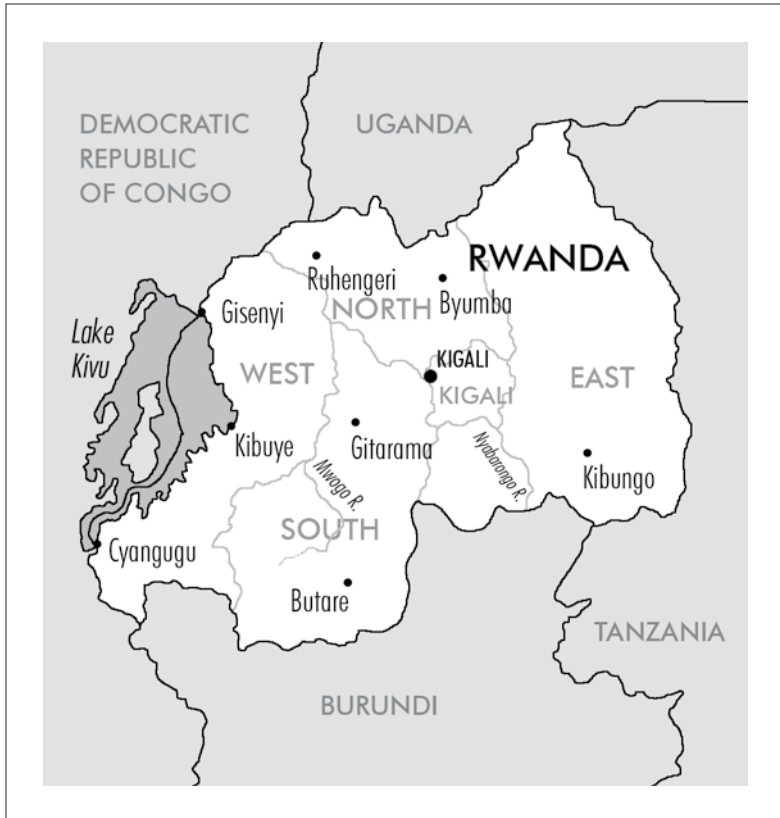 DEMOCRATIC
REPUBLIC
OF CONGO
UGANDA
RWANDA
Ruhengeri
Byumba
NORTH
Gisenyi
Lake
Kivu
WEST
KIGALI
KIGALI
EAST
Kibuye
Gitarama
Nyabarongo R.
Kibungo
Mwogo R.
SOUTH
Cyangugu
Butare
TANZANIA
BURUNDI